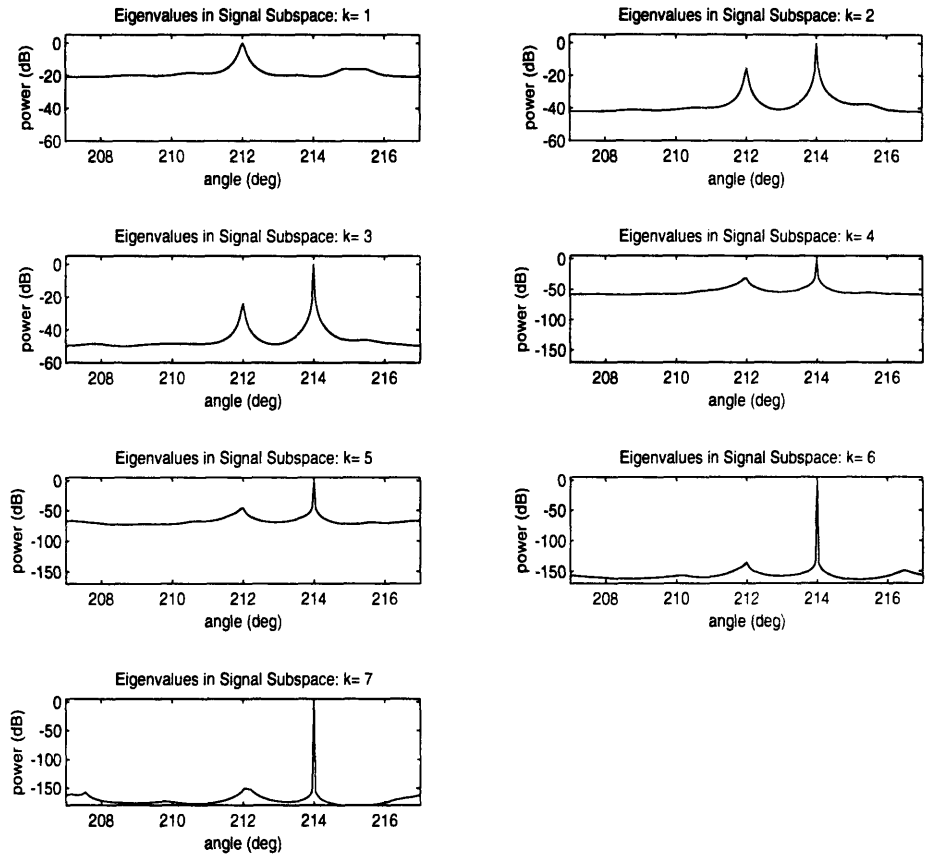 Eigenvalues in Signal Subspace: k= 1
power (dB)
0
-20
-40
-60
208 210 212 214 216
angle (deg)
Eigenvalues in Signal Subspace: k= 2
power (dB)
0
-20
-40
-60
208 210 212 214 216
angle (deg)
Eigenvalues in Signal Subspace: k= 3
power (dB)
0
-20
-40
-60
208 210 212 214 216
angle (deg)
Eigenvalues in Signal Subspace: k= 4
power (dB)
0
-50
-100
-150
208 210 212 214 216
angle (deg)
Eigenvalues in Signal Subspace: k= 5
power (dB)
0
-50
-100
-150
208 210 212 214 216
angle (deg)
Eigenvalues in Signal Subspace: k= 6
power (dB)
0
-50
-100
-150
208 210 212 214 216
angle (deg)
Eigenvalues in Signal Subspace: k= 7
power (dB)
0
-50
-100
-150
208 210 212 214 216
angle (deg)